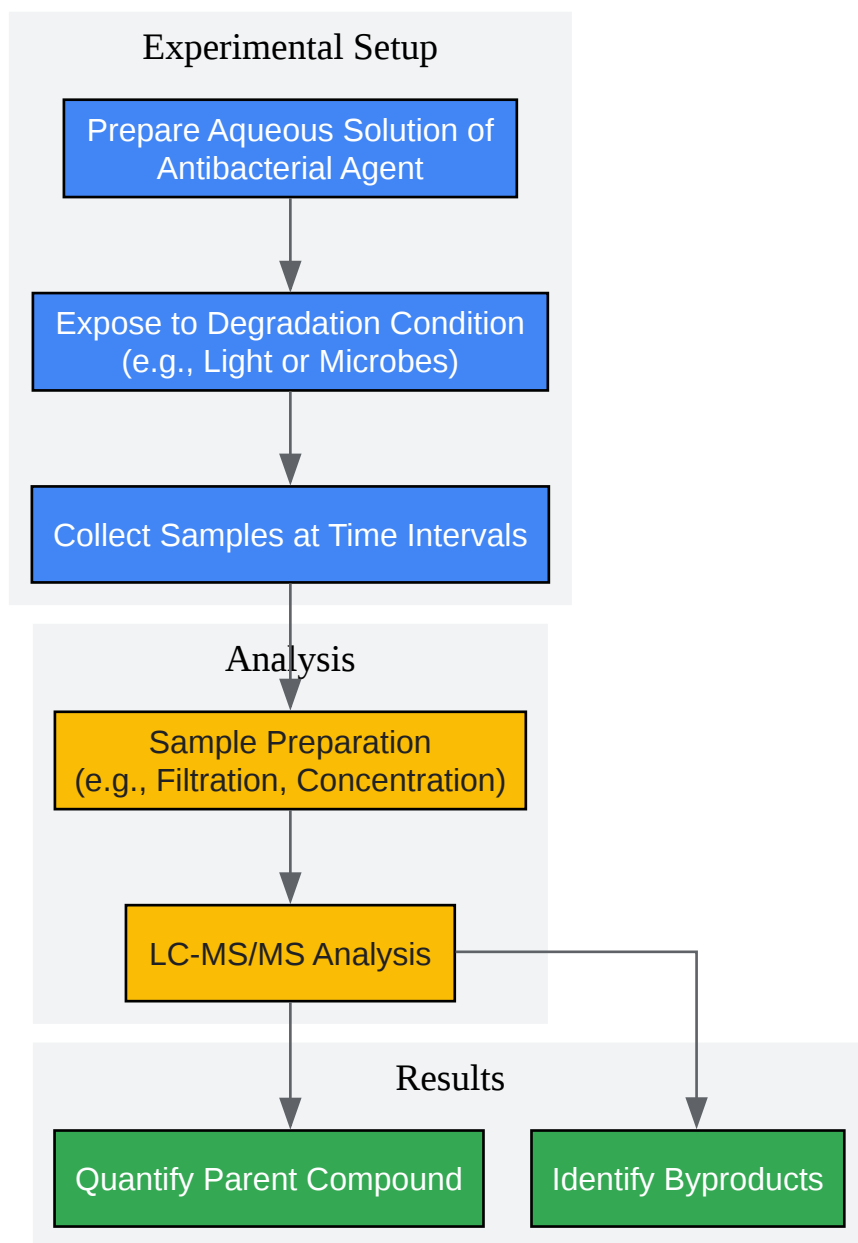 Experimental Setup
Prepare Aqueous Solution of
Antibacterial Agent
Expose to Degradation Condition
(e.g., Light or Microbes)
Collect Samples at Time Intervals
Analysis
Sample Preparation
(e.g., Filtration, Concentration)
LC-MS/MS Analysis
Results
Quantify Parent Compound
Identify Byproducts